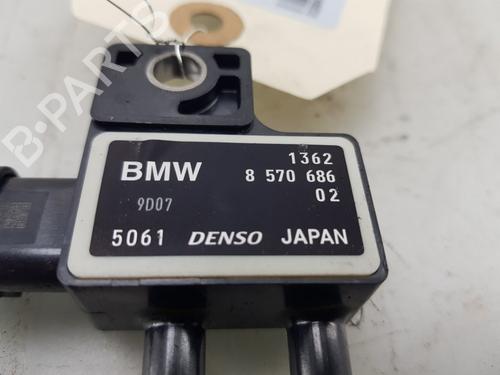 B-PARTS
1362
BMW 8 570 686
02
9D07
5061 DENSO JAPAN